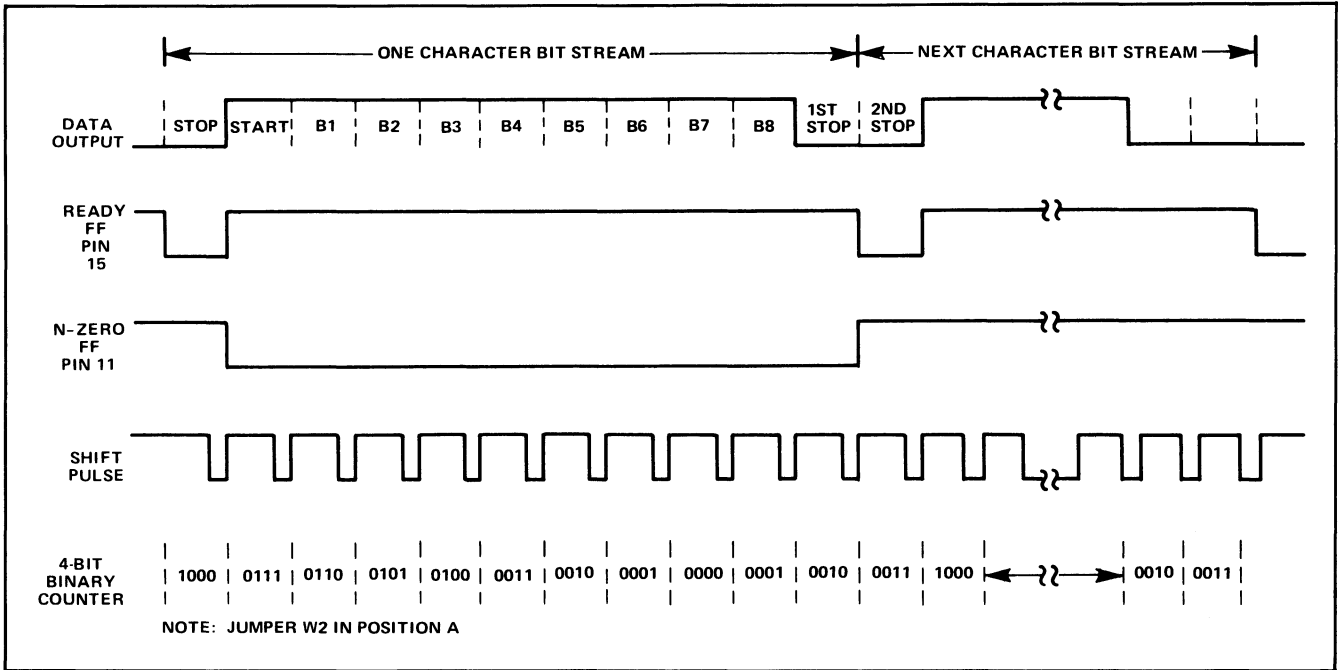 ONE CHARACTER BIT STREAM
NEXT CHARACTER BIT STREAM
DATA OUTPUT
STOP START B1 B2 B3 B4 B5 B6 B7 B8 1ST STOP 2ND STOP
READY
FF
PIN
15
N-ZERO
FF
PIN 11
SHIFT
PULSE
4-BIT
BINARY
COUNTER
1000 0111 0110 0101 0100 0011 0010 0001 0000 0001 0010 0011 1000 0010 0011
NOTE: JUMPER W2 IN POSITION A